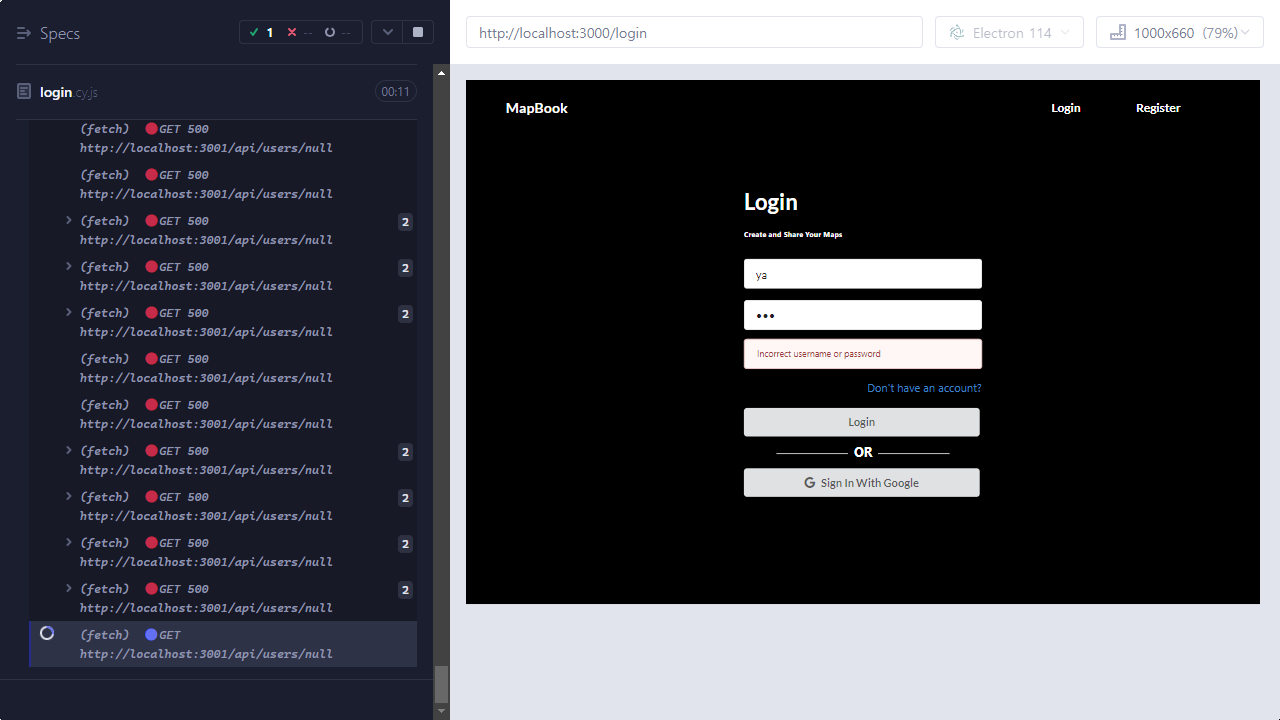 Specs
1
--
--
login.cy.js
00:11
(fetch) GET 500
http://localhost:3001/api/users/null
(fetch) GET 500
http://localhost:3001/api/users/null
(fetch) GET 500
2
http://localhost:3001/api/users/null
(fetch) GET 500
2
http://localhost:3001/api/users/null
(fetch) GET 500
2
http://localhost:3001/api/users/null
(fetch) GET 500
http://localhost:3001/api/users/null
(fetch) GET 500
http://localhost:3001/api/users/null
(fetch) GET 500
2
http://localhost:3001/api/users/null
(fetch) GET 500
2
http://localhost:3001/api/users/null
(fetch) GET 500
2
http://localhost:3001/api/users/null
(fetch) GET 500
2
http://localhost:3001/api/users/null
(fetch) GET
http://localhost:3001/api/users/null
http://localhost:3000/login
Electron 114
1000x660 (79%)
MapBook
Login
Register
Login
Create and Share Your Maps
ya
•••
Incorrect username or password
Don't have an account?
Login
OR
Sign In With Google